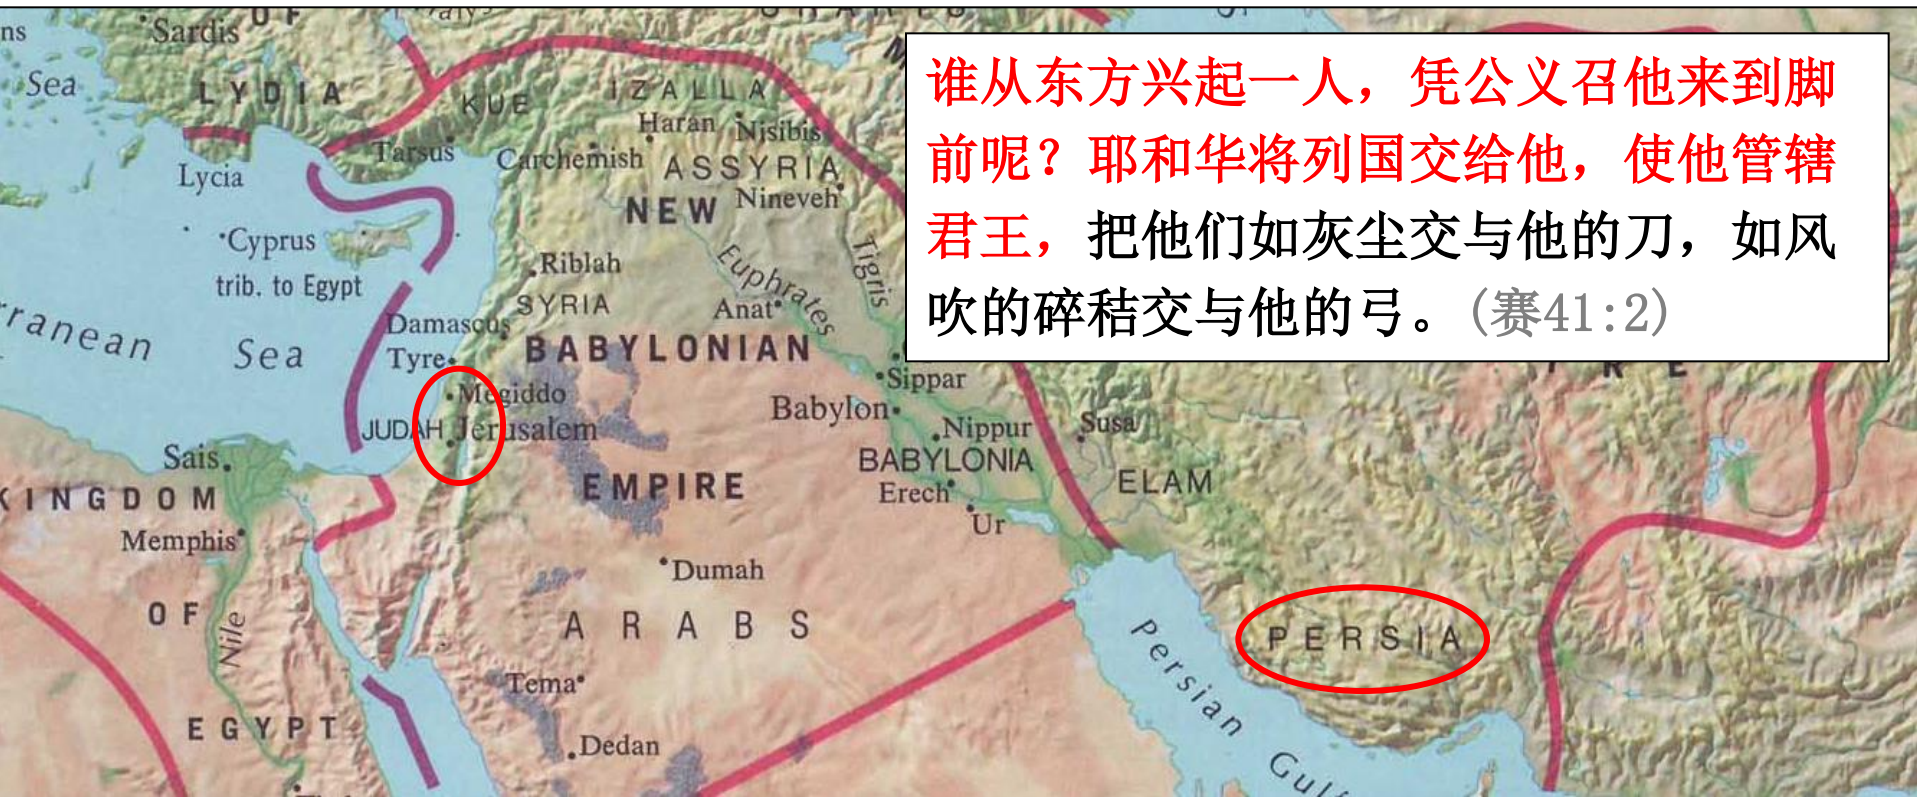 谁从东方兴起一人，凭公义召他来到脚
前呢？耶和华将列国交给他，使他管辖
君王，把他们如灰尘交与他的刀，如风
吹的碎秸交与他的弓。(赛41:2)
Sardis
OF
Sea
LYDIA
KUE
IZALLA
Haran
Nisibis
Tarsus
Carchemish
ASSYRIA
Lycia
NEW
Nineveh
Cyprus
trib. to Egypt
Riblah
Euphrates
Tigris
SYRIA
Anat
Damascus
BABYLONIAN
Sea
Tyre
Sippar
Megiddo
Babylon
JUDAH
Jerusalem
Nippur
Susa
Sais
BABYLONIA
EMPIRE
Erech
ELAM
KINGDOM
Ur
Memphis
Dumah
OF
Nile
ARABS
PERSIA
Persian Gulf
Tema
EGYPT
Dedan